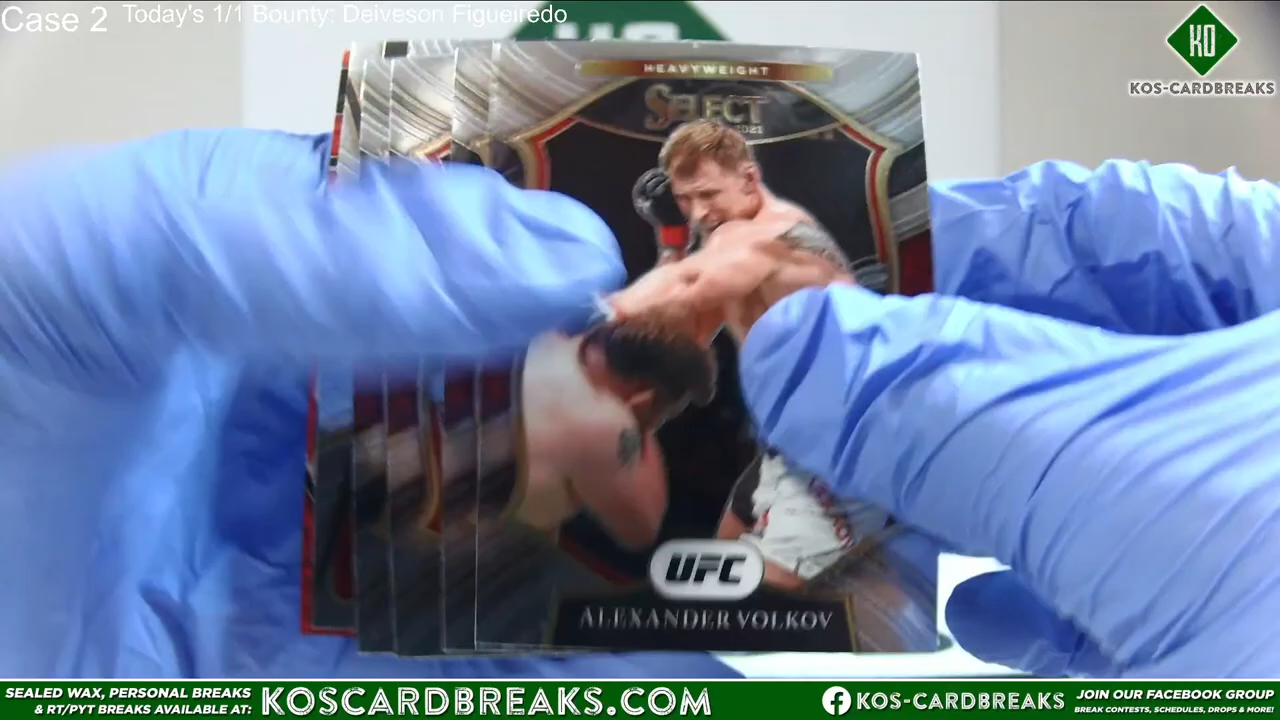 Case 2
Today's 1/1 Bounty: Deiveson Figueiredo
KO
KOS-CARDBREAKS
HEAVYWEIGHT
SELECT
2021
UFC
ALEXANDER VOLKOV
SEALED WAX, PERSONAL BREAKS
& RT/PYT BREAKS AVAILABLE AT:
KOSCARDBREAKS.COM
KOS-CARDBREAKS
JOIN OUR FACEBOOK GROUP
BREAK CONTESTS, SCHEDULES, DROPS & MORE!